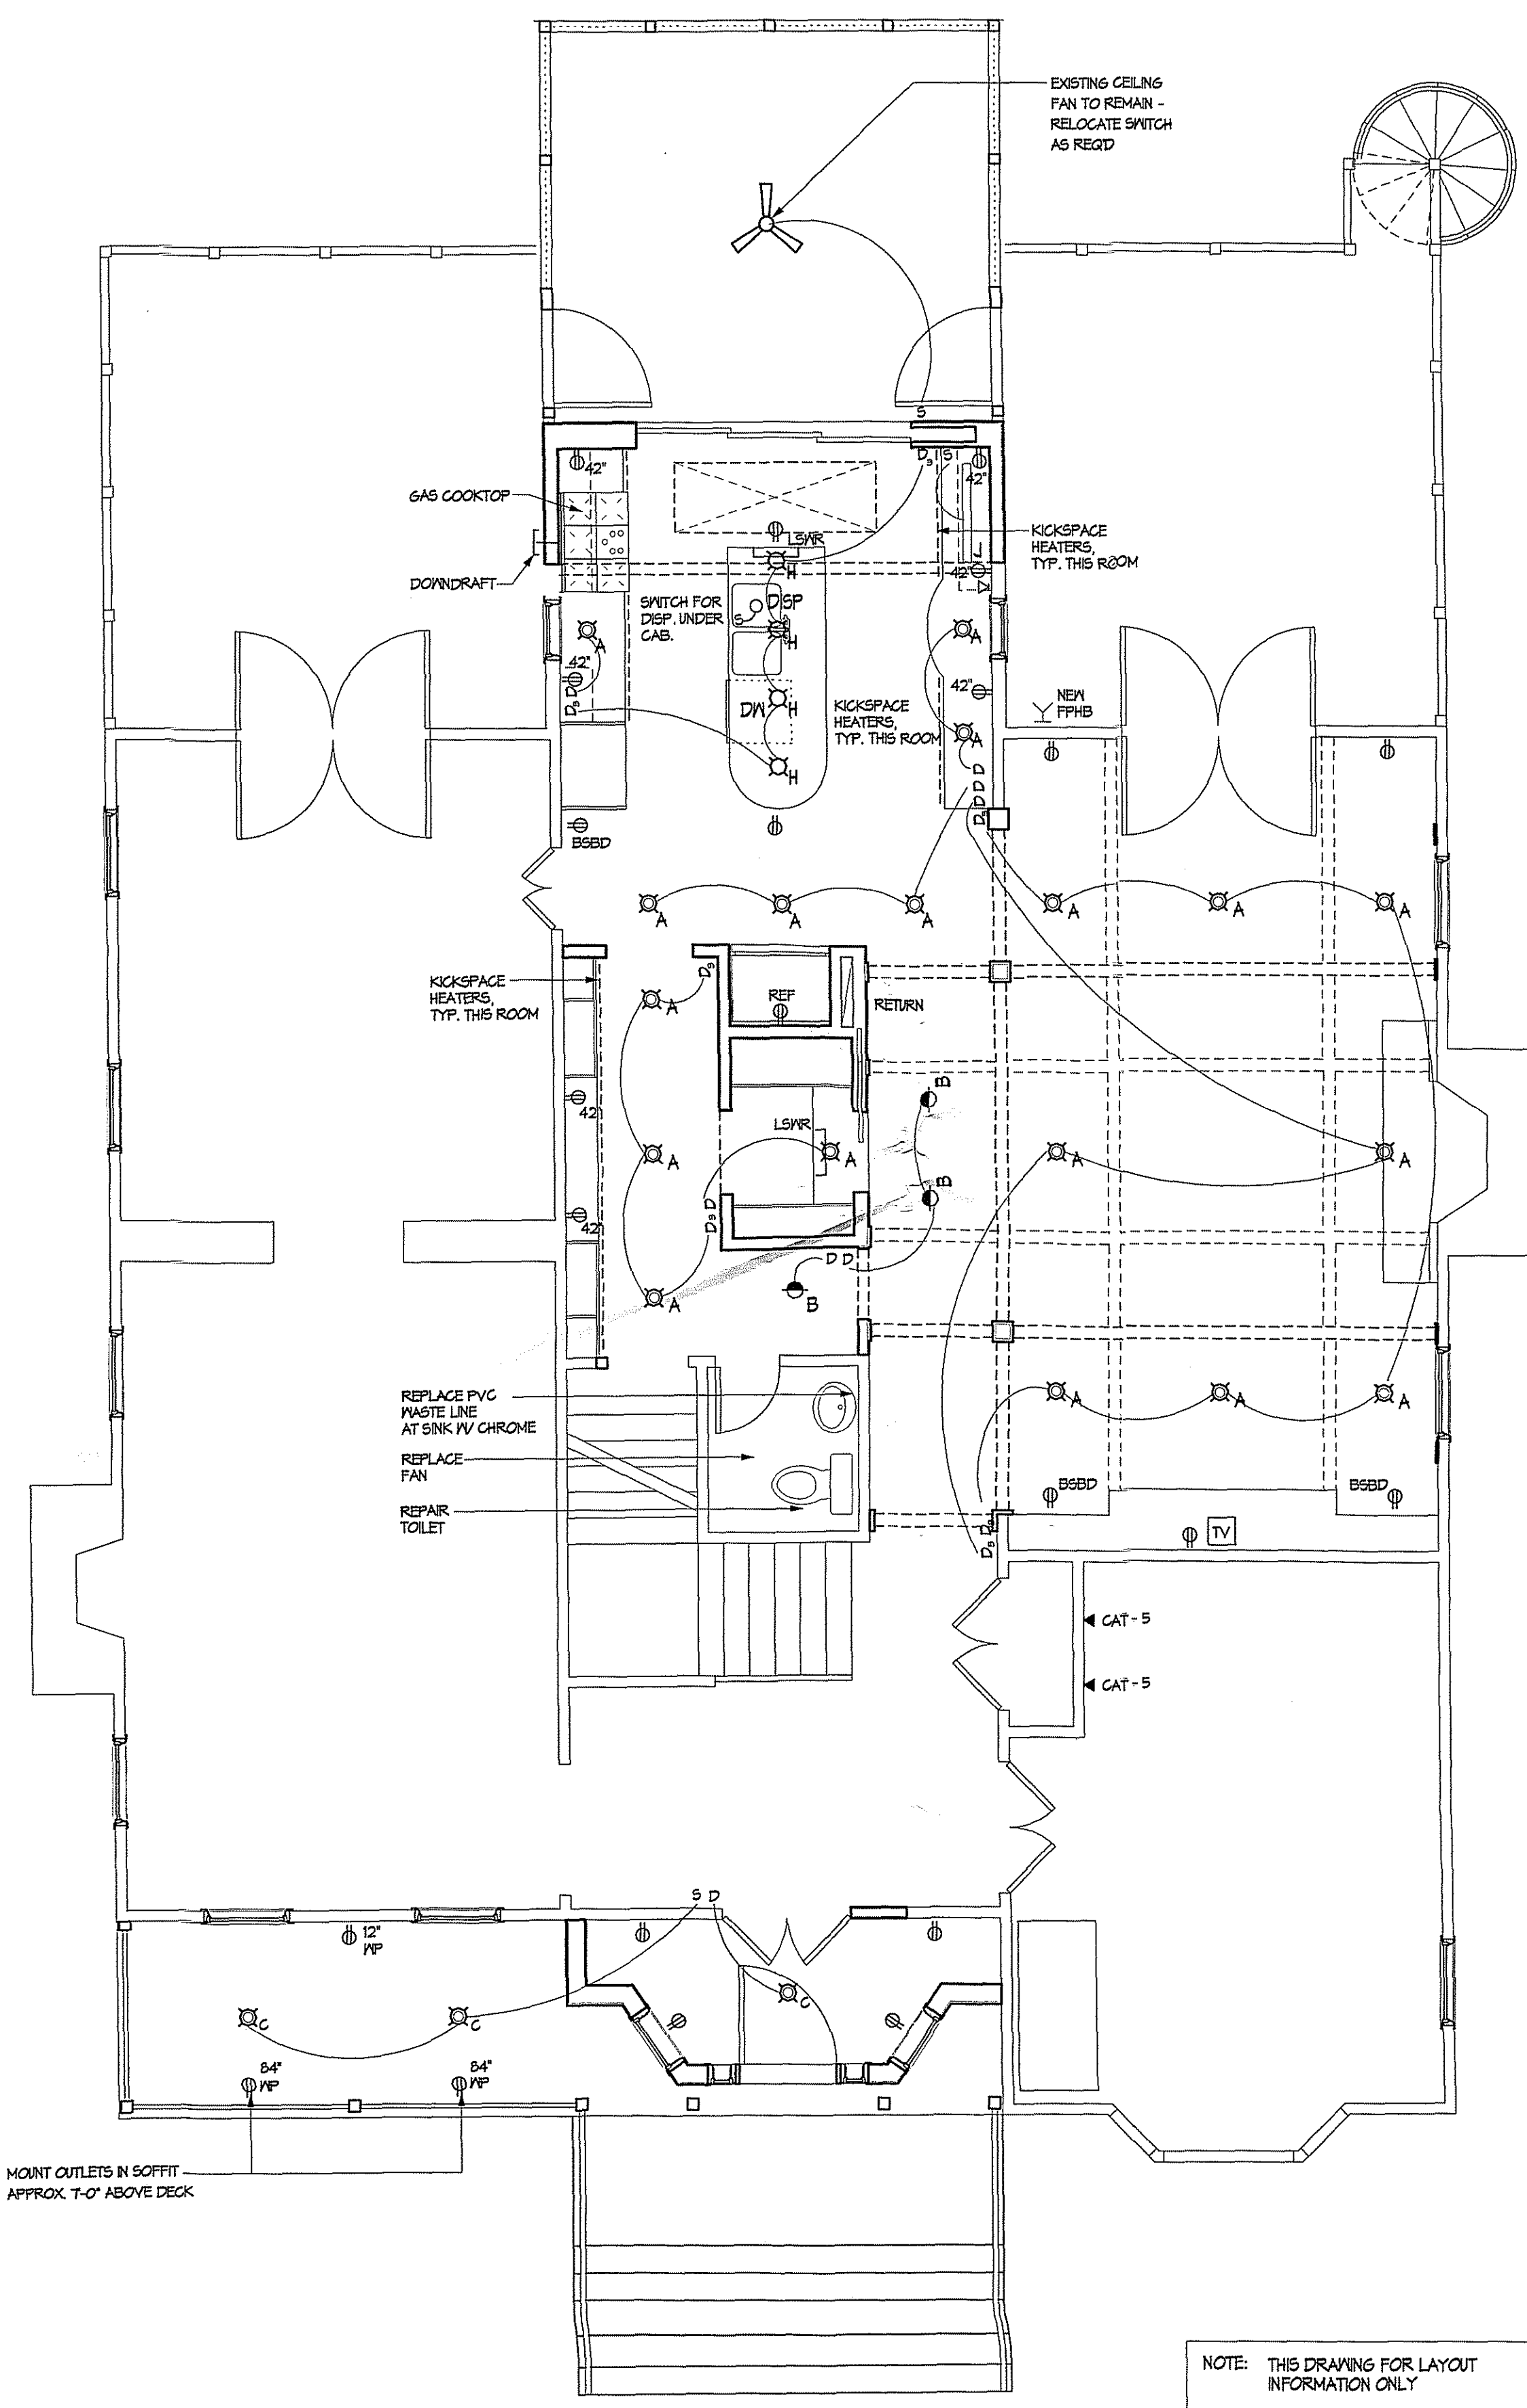 EXISTING CEILING
FAN TO REMAIN -
RELOCATE SWITCH
AS REQ'D
S
D3
S
42"
42"
GAS COOKTOP
LSWR
KICKSPACE
HEATERS,
TYP. THIS ROOM
H
42"
DOWNDRAFT
SWITCH FOR
DISP. UNDER
CAB.
DISP
S
H
A
A
42"
D3 D
42"
DW
H
KICKSPACE
HEATERS,
TYP. THIS ROOM
NEW
FPHB
A
H
D3 D D D
BSBD
A
A
A
A
A
A
D3
KICKSPACE
HEATERS,
TYP. THIS ROOM
A
REF
RETURN
B
42
LSWR
A
A
A
A
B
42
D3 D
D D
A
B
REPLACE PVC
WASTE LINE
AT SINK W/ CHROME
A
A
A
REPLACE
FAN
BSBD
BSBD
REPAIR
TOILET
D3 D3
TV
CAT-5
CAT-5
S D
12"
WP
C
C
C
84"
WP
84"
WP
MOUNT OUTLETS IN SOFFIT
APPROX. 7'-0" ABOVE DECK
NOTE: THIS DRAWING FOR LAYOUT
INFORMATION ONLY